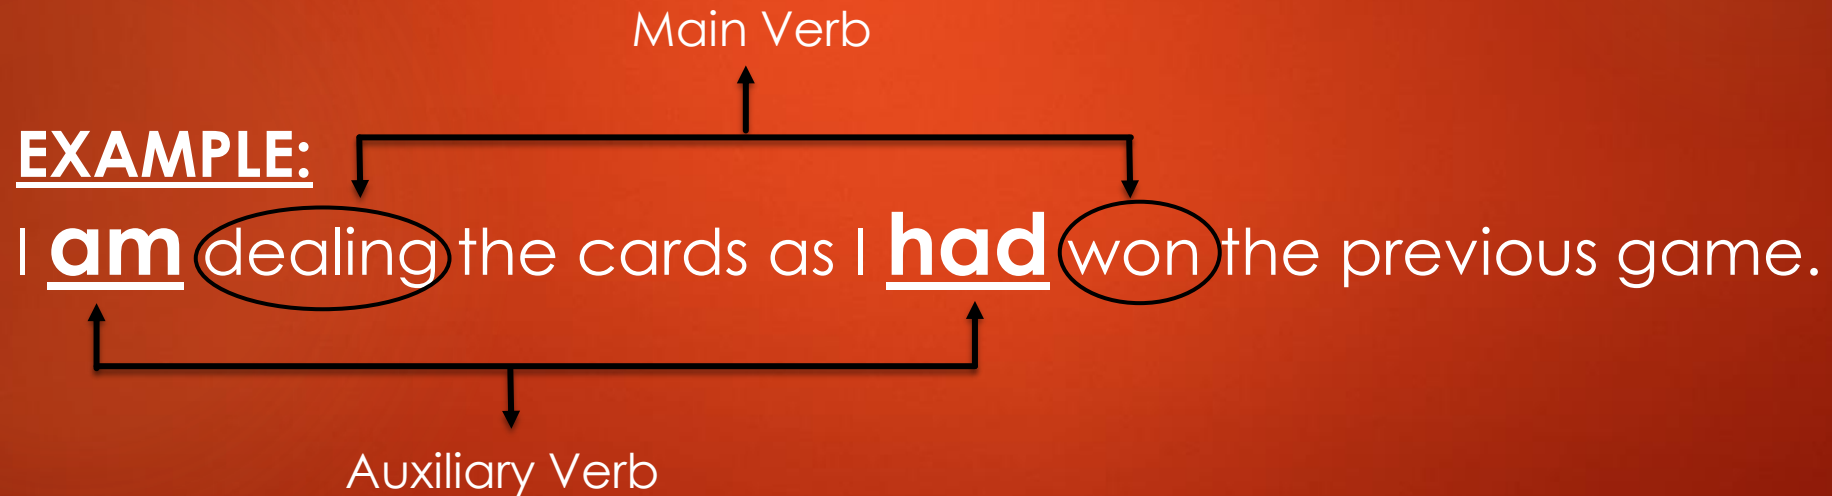 Main Verb
EXAMPLE:
I am dealing the cards as I had won the previous game.
Auxiliary Verb